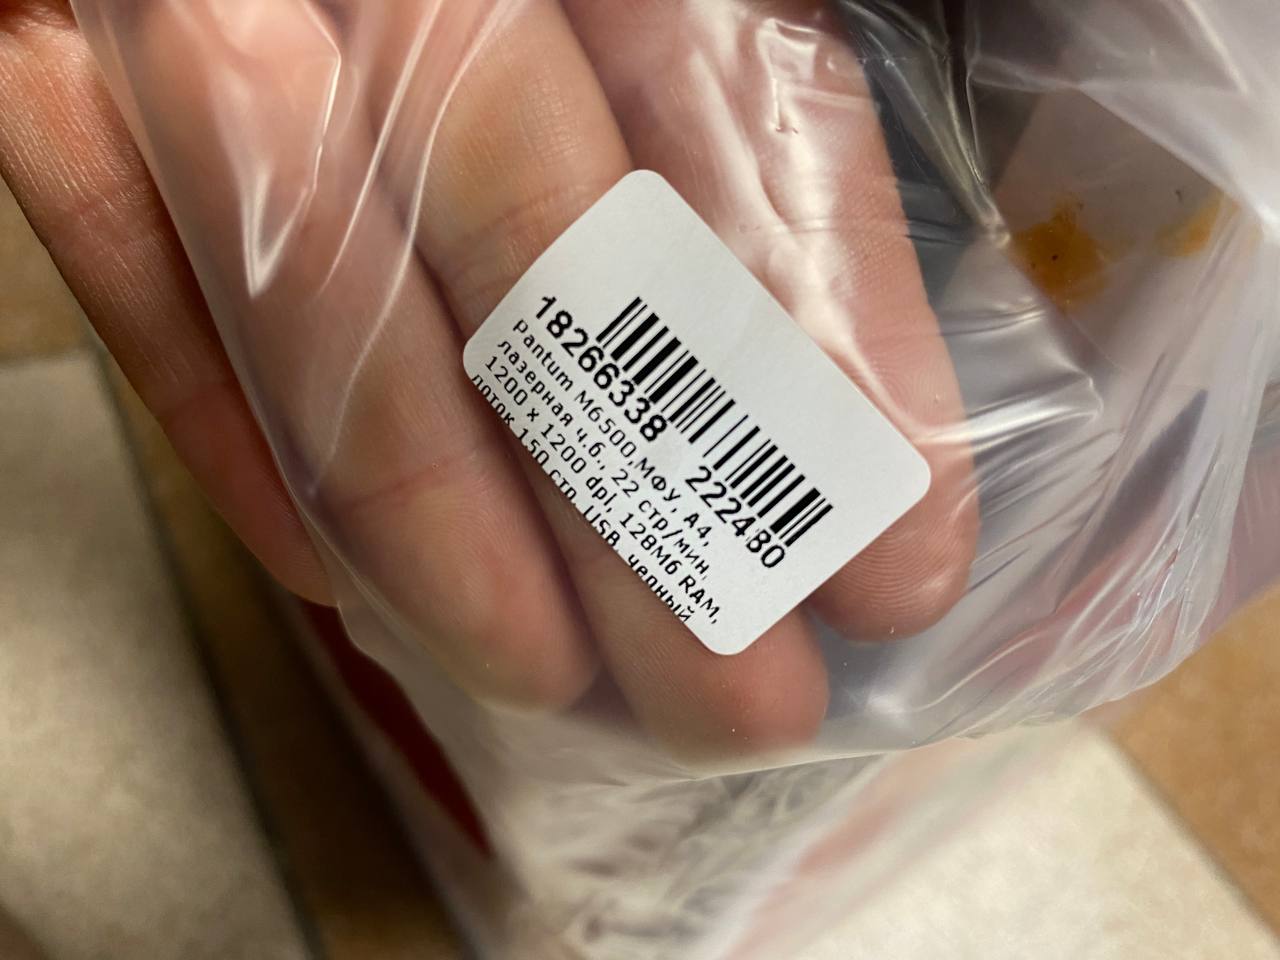 18266338 222480
Pantum M6500,МФУ, A4,
лазерная ч.б., 22 стр/мин,
1200 x 1200 dpI, 128Мб RAM,
лоток 150 стр, USB, черный